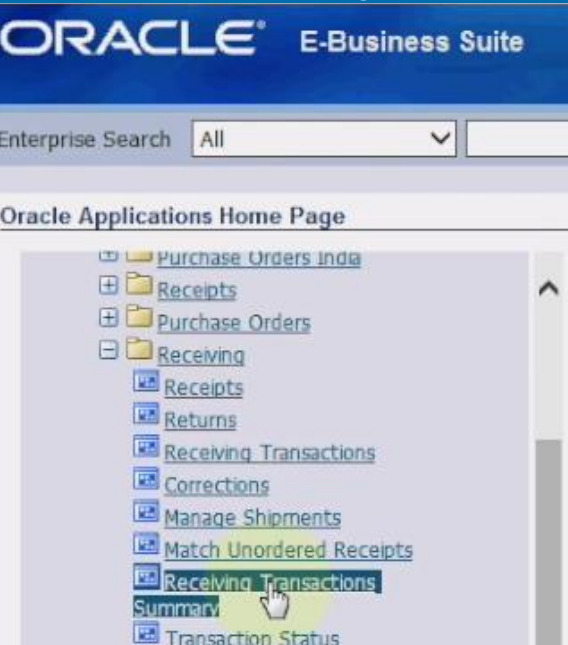 ORACLE® E-Business Suite
Enterprise Search All
Oracle Applications Home Page
Purchase Orders India
Receipts
Purchase Orders
Receiving
Receipts
Returns
Receiving Transactions
Corrections
Manage Shipments
Match Unordered Receipts
Receiving Transactions
Summary
Transaction Status